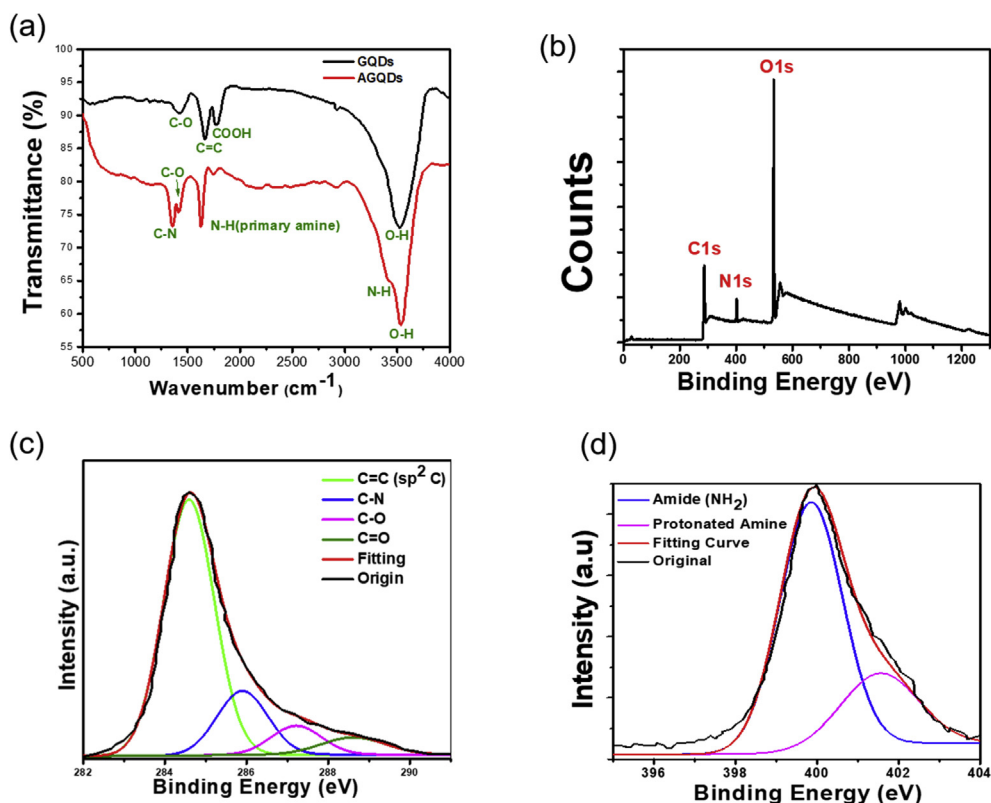 (a)
100
95
90
85
80
75
70
65
60
55
Transmittance (%)
GQDs
AGQDs
C-O
C=C
COOH
O-H
C-O
C-N
N-H(primary amine)
N-H
O-H
500 1000 1500 2000 2500 3000 3500 4000
Wavenumber (cm⁻¹)
(b)
Counts
O1s
C1s
N1s
0 200 400 600 800 1000 1200
Binding Energy (eV)
(c)
Intensity (a.u.)
C=C (sp² C)
C-N
C-O
C=O
Fitting
Origin
282 284 286 288 290
Binding Energy (eV)
(d)
Intensity (a.u)
Amide (NH₂)
Protonated Amine
Fitting Curve
Original
396 398 400 402 404
Binding Energy (eV)